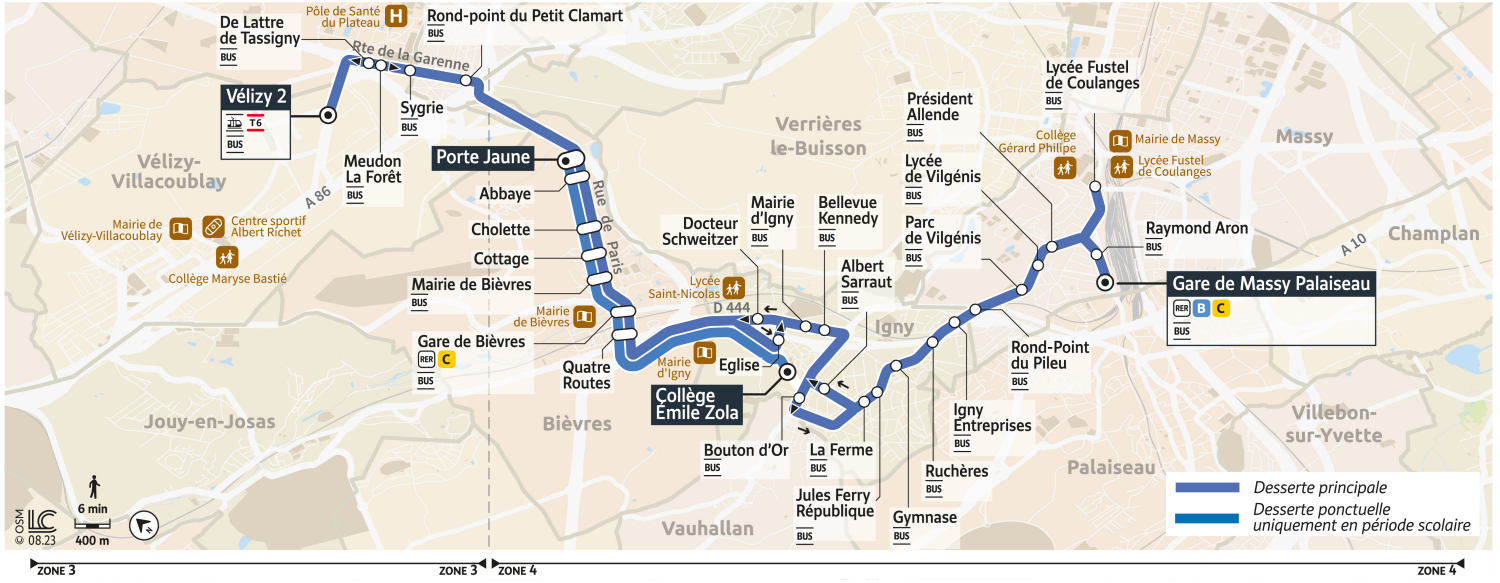 De Lattre
de Tassigny
BUS
Pôle de Santé
du Plateau
H
Rond-point du Petit Clamart
BUS
Rte de la Garenne
Vélizy 2
T6
BUS
Sygrie
BUS
Meudon
La Forêt
BUS
Vélizy-
Villacoublay
A 86
Mairie de
Vélizy-Villacoublay
Centre sportif
Albert Richet
Collège Maryse Bastié
Porte Jaune
Abbaye
Cholette
Cottage
Mairie de Bièvres
BUS
Rue de Paris
Mairie
de Bièvres
Gare de Bièvres
RER C
BUS
Quatre
Routes
Verrières
le-Buisson
Docteur
Schweitzer
Mairie
d'Igny
BUS
Bellevue
Kennedy
BUS
Albert
Sarraut
BUS
Lycée
Saint-Nicolas
D 444
Mairie
d'Igny
Eglise
Collège
Émile Zola
Igny
Président
Allende
BUS
Lycée
de Vilgénis
BUS
Parc
de Vilgénis
BUS
Lycée Fustel
de Coulanges
BUS
Collège
Gérard Philipe
Mairie de Massy
Lycée Fustel
de Coulanges
Massy
Raymond Aron
BUS
A 10
Champlan
Gare de Massy Palaiseau
RER B C
BUS
Rond-Point
du Pileu
BUS
Igny
Entreprises
BUS
Ruchères
BUS
Gymnase
BUS
Jules Ferry
République
BUS
La Ferme
BUS
Bouton d'Or
BUS
Jouy-en-Josas
Bièvres
Vauhallan
Palaiseau
Villebon-
sur-Yvette
Desserte principale
Desserte ponctuelle
uniquement en période scolaire
© OSM
LC
08.23
6 min
400 m
ZONE 3
ZONE 3
ZONE 4
ZONE 4